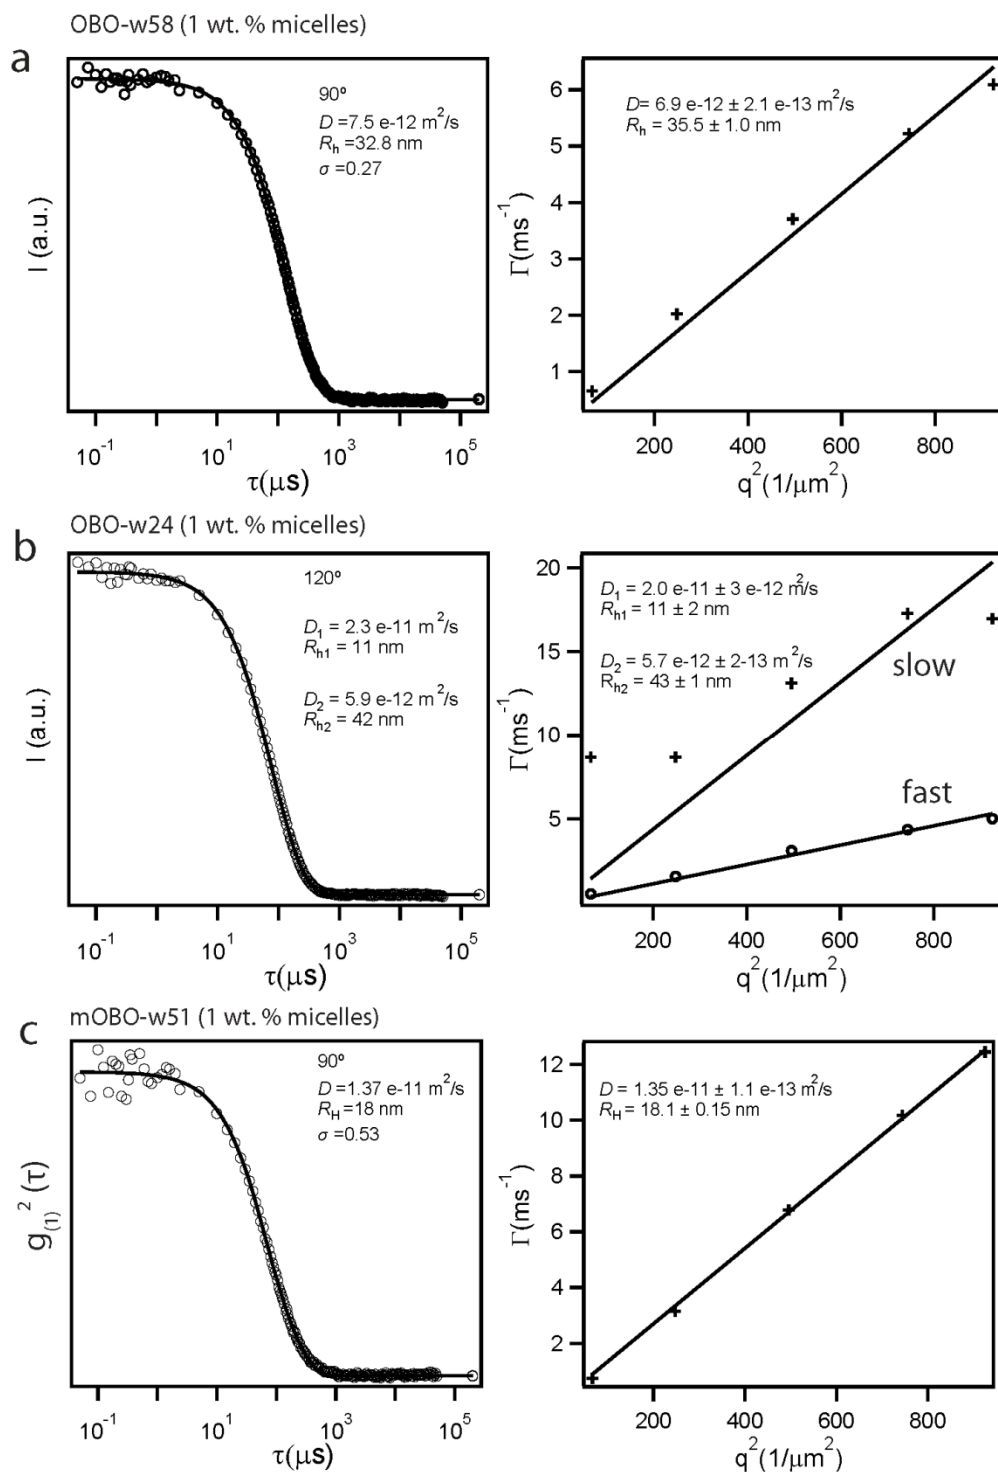 OBO-w58 (1 wt. % micelles)
a
I (a.u.)
90º
D =7.5 e-12 m²/s
Rh =32.8 nm
σ =0.27
10⁻¹ 10¹ 10³ 10⁵
τ(μs)
Γ(ms⁻¹)
6
5
4
3
2
1
D= 6.9 e-12 ± 2.1 e-13 m²/s
Rh = 35.5 ± 1.0 nm
200 400 600 800
q²(1/μm²)
OBO-w24 (1 wt. % micelles)
b
I (a.u.)
120º
D₁ = 2.3 e-11 m²/s
Rh1 = 11 nm
D₂ = 5.9 e-12 m²/s
Rh2 = 42 nm
10⁻¹ 10¹ 10³ 10⁵
τ(μs)
Γ(ms⁻¹)
20
15
10
5
D₁ = 2.0 e-11 ± 3 e-12 m²/s
Rh1 = 11 ± 2 nm
D₂ = 5.7 e-12 ± 2-13 m²/s
Rh2 = 43 ± 1 nm
slow
fast
200 400 600 800
q²(1/μm²)
mOBO-w51 (1 wt. % micelles)
c
g(1)² (τ)
90º
D =1.37 e-11 m²/s
RH =18 nm
σ =0.53
10⁻¹ 10¹ 10³ 10⁵
τ(μs)
Γ(ms⁻¹)
12
10
8
6
4
2
D = 1.35 e-11 ± 1.1 e-13 m²/s
RH = 18.1 ± 0.15 nm
200 400 600 800
q²(1/μm²)